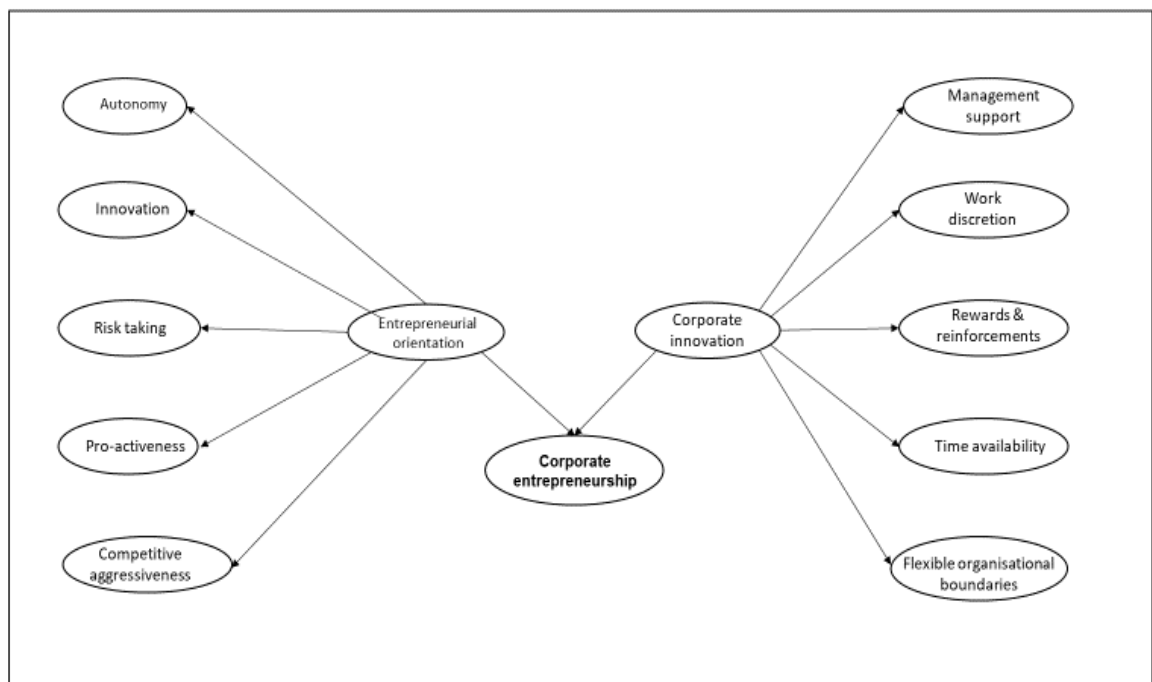 Autonomy
Innovation
Risk taking
Pro-activeness
Competitive
aggressiveness
Entrepreneurial
orientation
Corporate
entrepreneurship
Corporate
innovation
Management
support
Work
discretion
Rewards &
reinforcements
Time availability
Flexible organisational
boundaries